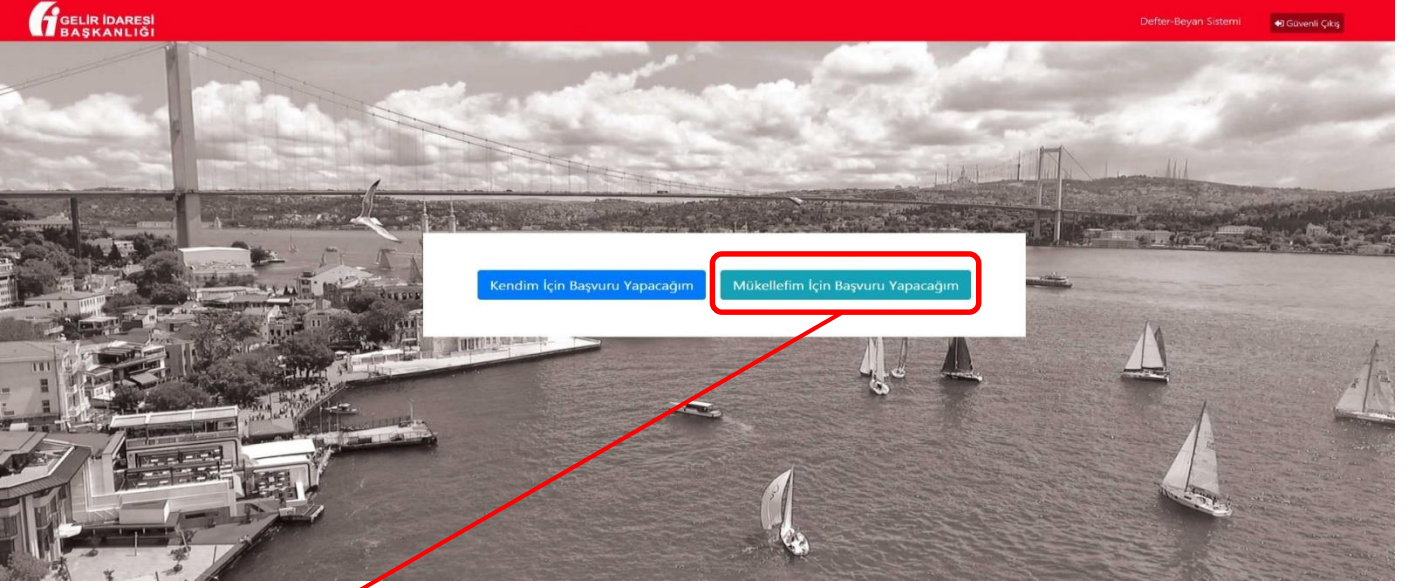 GELİR İDARESİ
BAŞKANLIĞI
Defter-Beyan Sistemi
Güvenli Çıkış
Kendim İçin Başvuru Yapacağım
Mükellefim İçin Başvuru Yapacağım